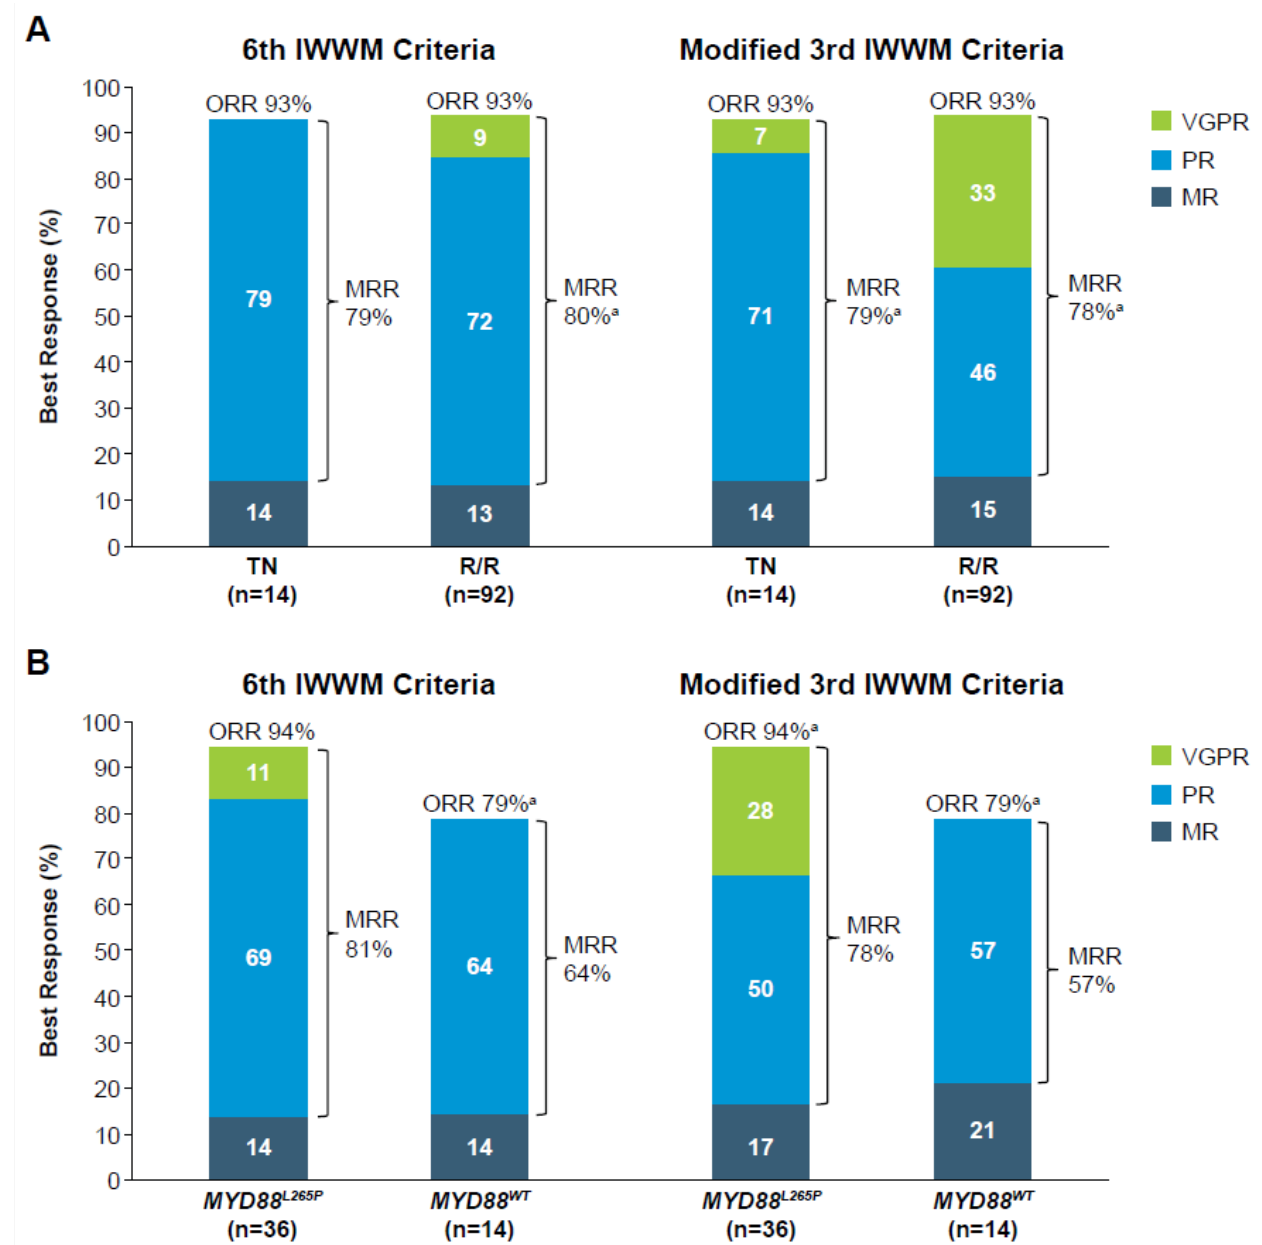 A
6th IWWM Criteria
Modified 3rd IWWM Criteria
Best Response (%)
100
90
80
70
60
50
40
30
20
10
0
ORR 93%
79
14
MRR
79%
TN
(n=14)
ORR 93%
9
72
13
MRR
80%ᵃ
R/R
(n=92)
ORR 93%
7
71
14
MRR
79%ᵃ
TN
(n=14)
ORR 93%
33
46
15
MRR
78%ᵃ
R/R
(n=92)
VGPR
PR
MR
B
6th IWWM Criteria
Modified 3rd IWWM Criteria
Best Response (%)
100
90
80
70
60
50
40
30
20
10
0
ORR 94%
11
69
14
MRR
81%
MYD88ᴸ²⁶⁵ᴾ
(n=36)
ORR 79%ᵃ
64
14
MRR
64%
MYD88ᵂᵀ
(n=14)
ORR 94%ᵃ
28
50
17
MRR
78%
MYD88ᴸ²⁶⁵ᴾ
(n=36)
ORR 79%ᵃ
57
21
MRR
57%
MYD88ᵂᵀ
(n=14)
VGPR
PR
MR